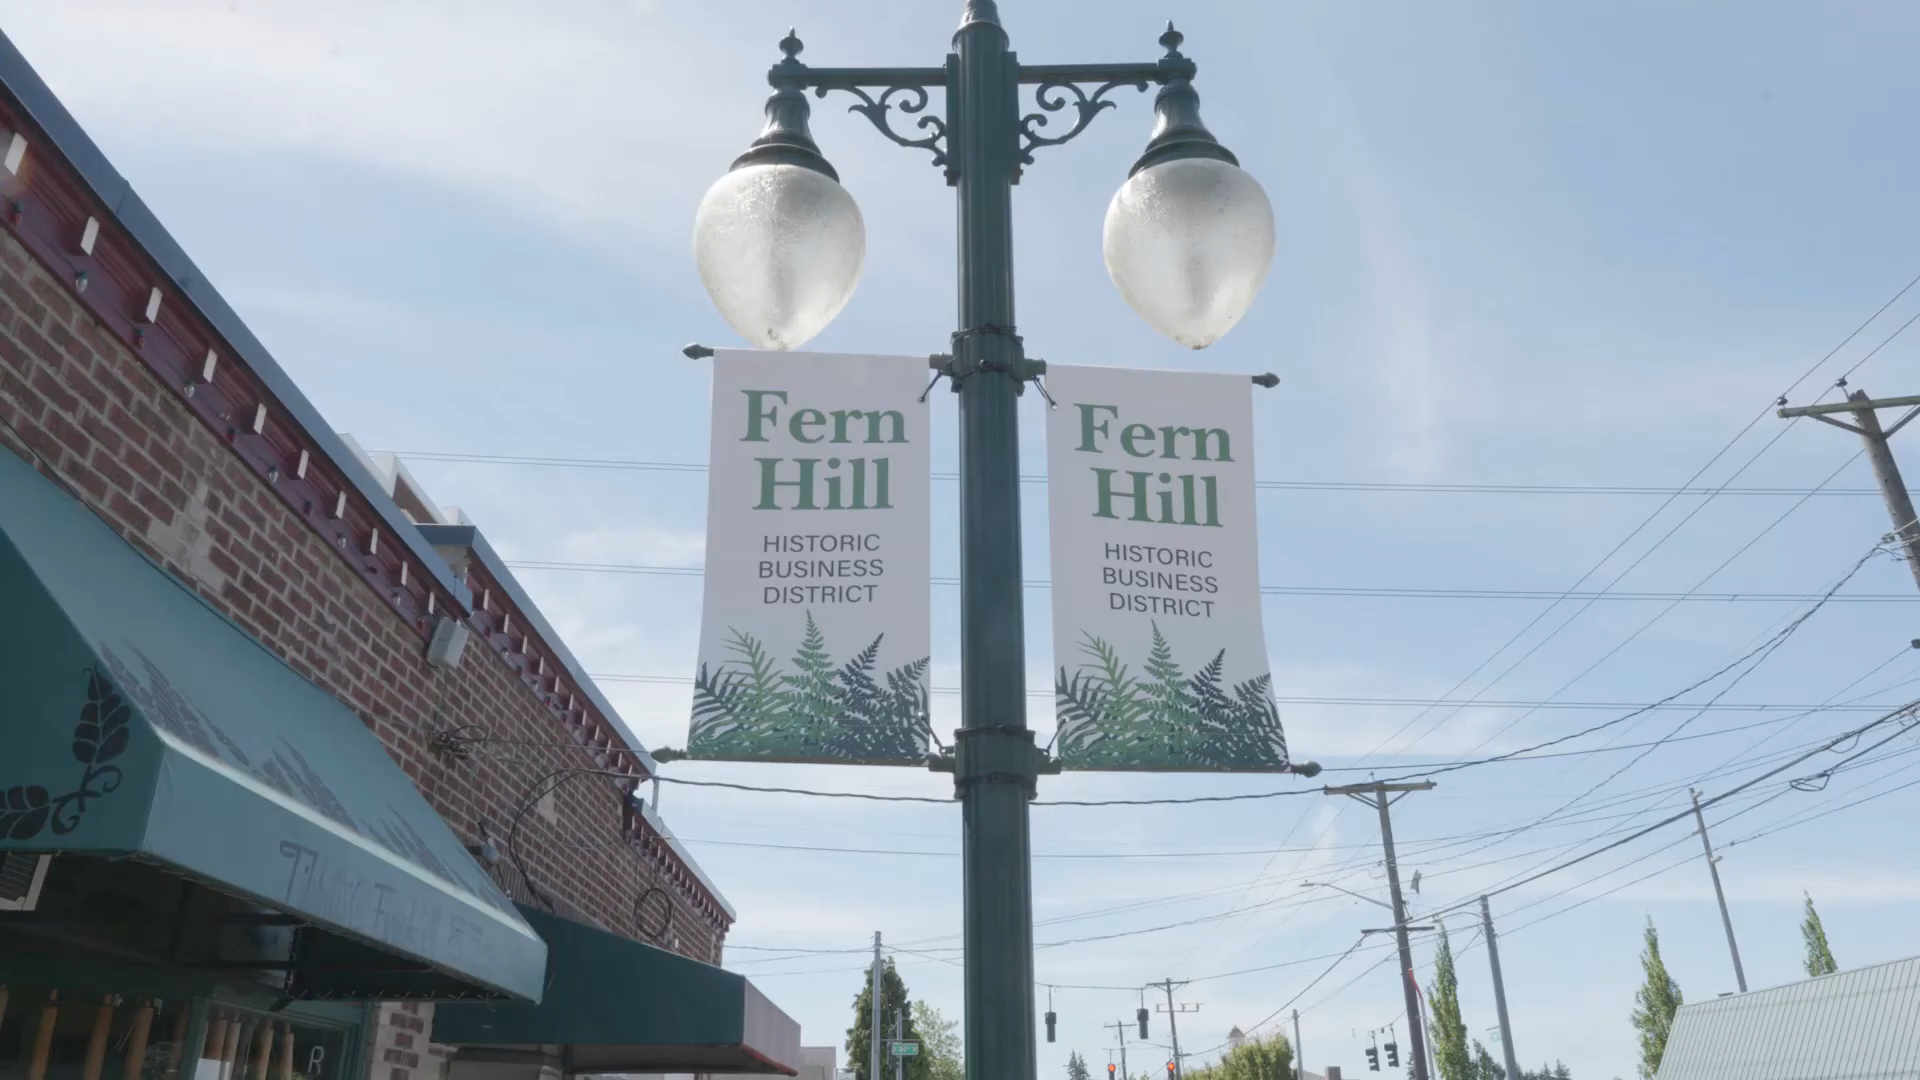 Fern
Hill
HISTORIC
BUSINESS
DISTRICT
Fern
Hill
HISTORIC
BUSINESS
DISTRICT